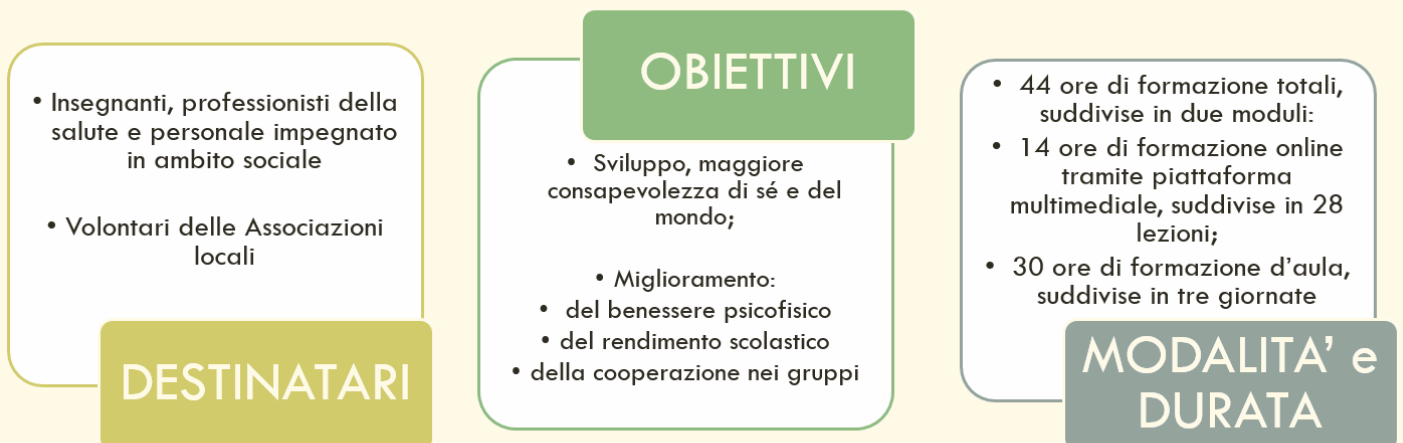 • Insegnanti, professionisti della
salute e personale impegnato
in ambito sociale
• Volontari delle Associazioni
locali
DESTINATARI
OBIETTIVI
• Sviluppo, maggiore
consapevolezza di sé e del
mondo;
• Miglioramento:
• del benessere psicofisico
• del rendimento scolastico
• della cooperazione nei gruppi
• 44 ore di formazione totali,
suddivise in due moduli:
• 14 ore di formazione online
tramite piattaforma
multimediale, suddivise in 28
lezioni;
• 30 ore di formazione d’aula,
suddivise in tre giornate
MODALITA’ e
DURATA